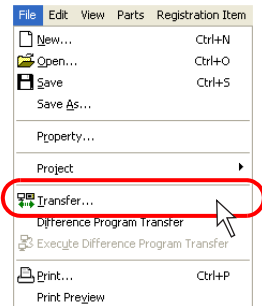 File Edit View Parts Registration Item
New... Ctrl+N
Open... Ctrl+O
Save Ctrl+S
Save As...
Property...
Project
Transfer...
Difference Program Transfer
Execute Difference Program Transfer
Print... Ctrl+P
Print Preview